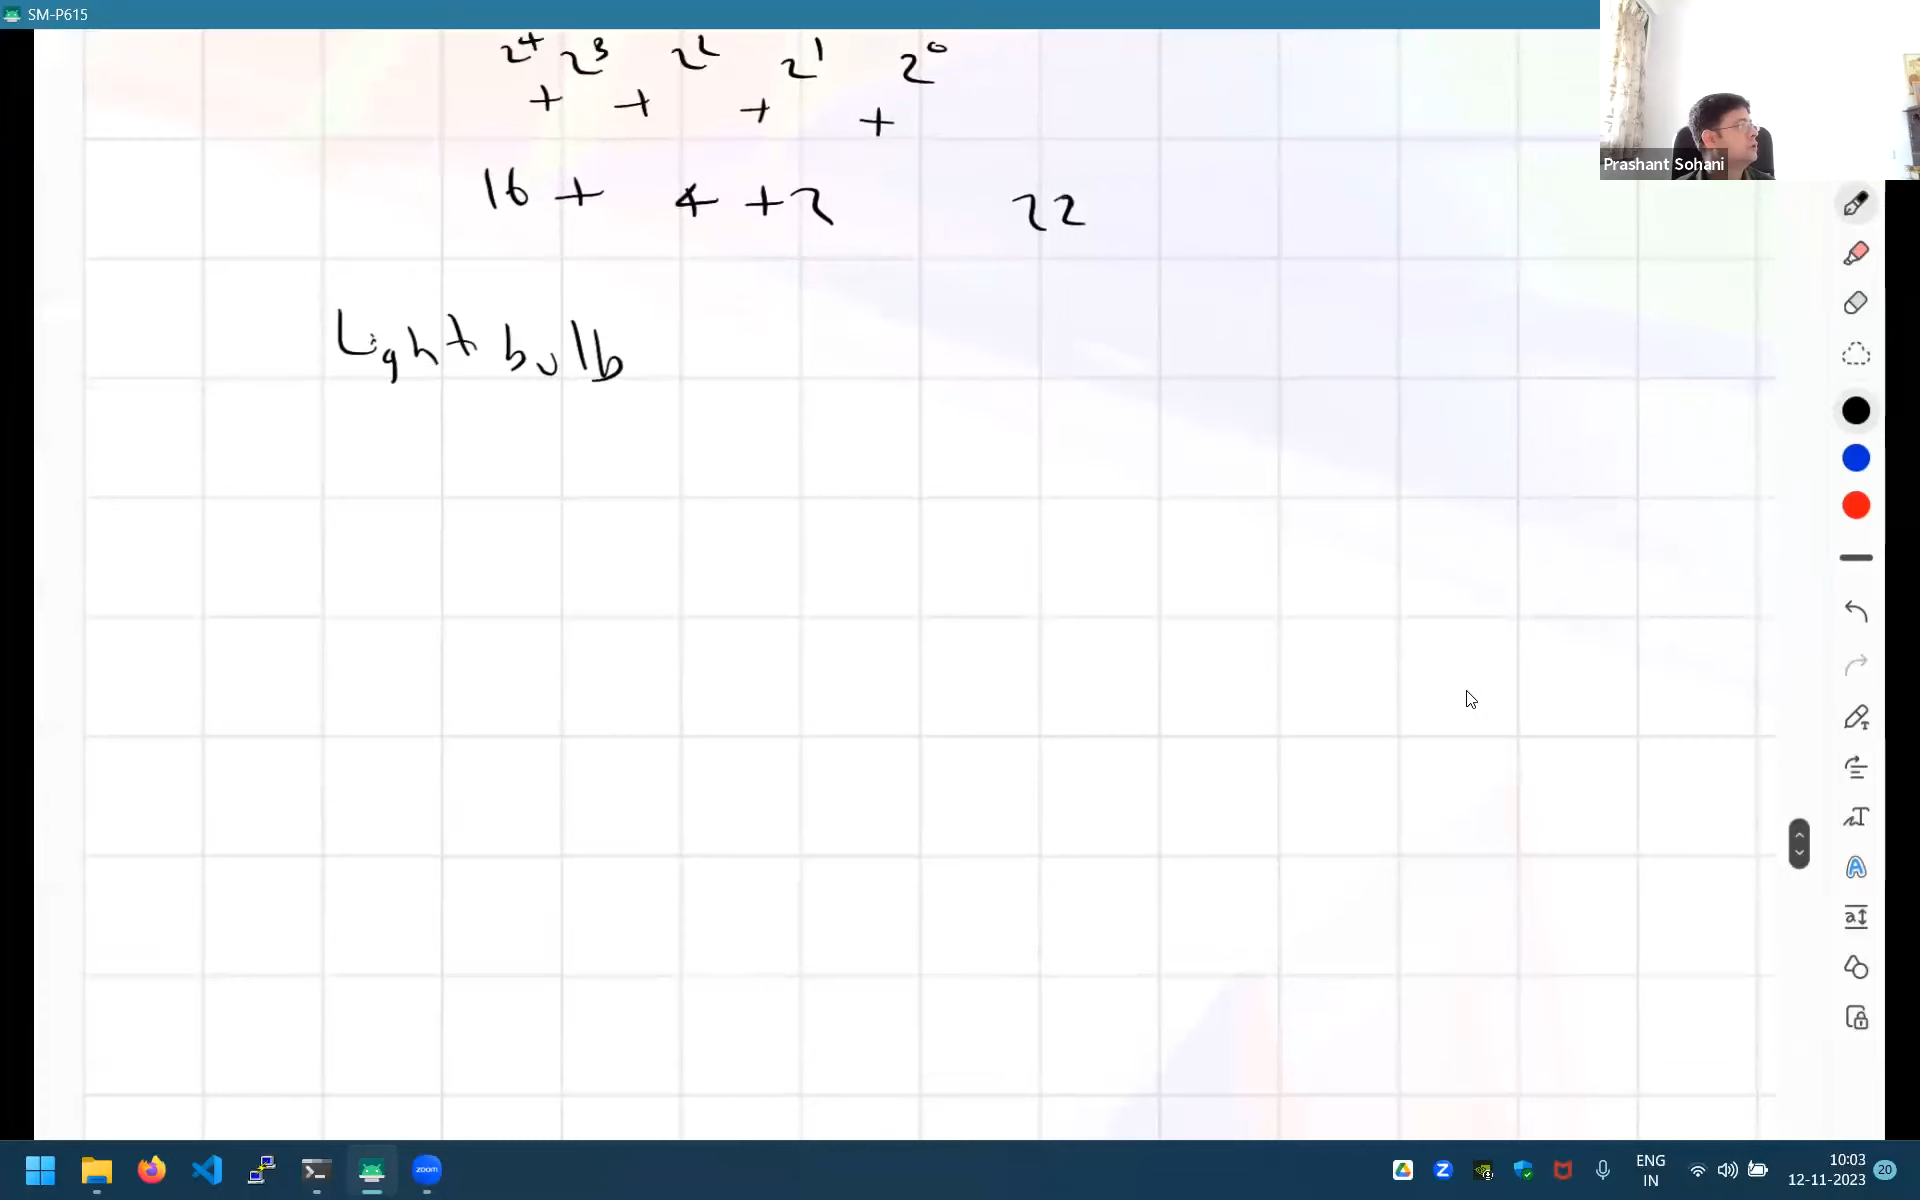 SM-P615
2⁴ 2³ 2² 2¹ 2⁰
+ + + +
16 + 4 + 2 22
Light bulb
Prashant Sohani
zoom
ENG
IN
10:03
12-11-2023
20